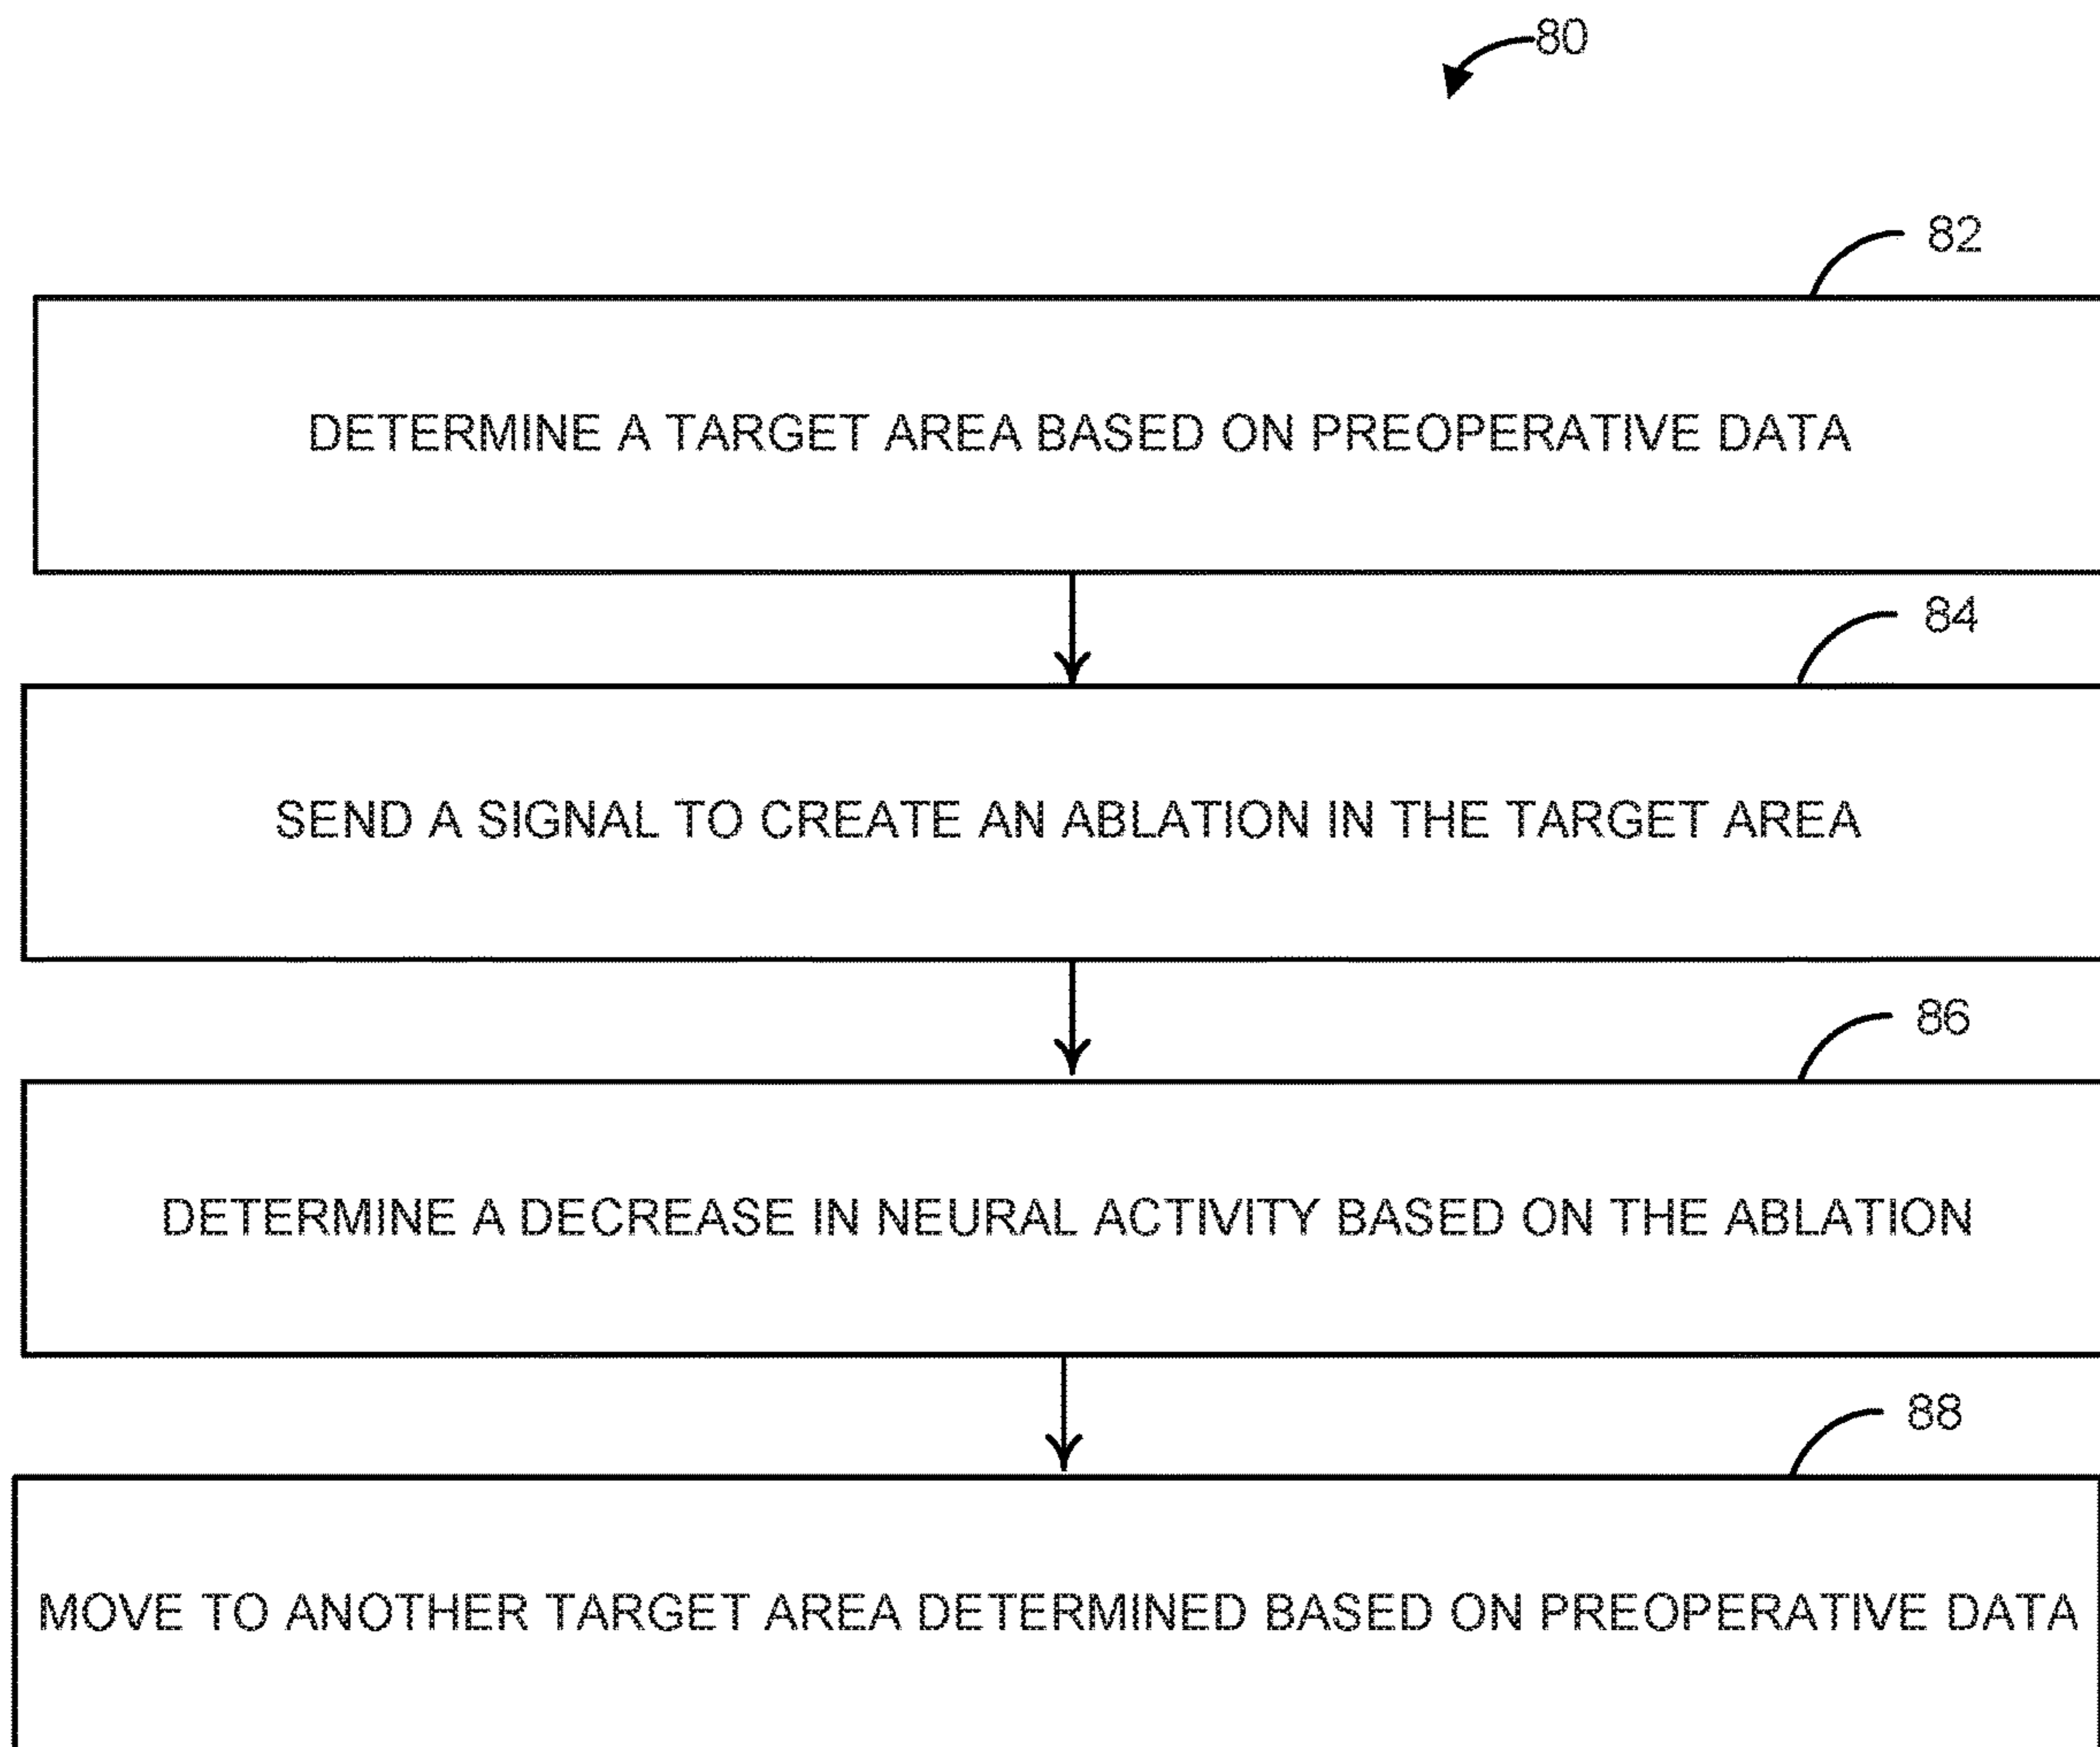 80
82
DETERMINE A TARGET AREA BASED ON PREOPERATIVE DATA
84
SEND A SIGNAL TO CREATE AN ABLATION IN THE TARGET AREA
86
DETERMINE A DECREASE IN NEURAL ACTIVITY BASED ON THE ABLATION
88
MOVE TO ANOTHER TARGET AREA DETERMINED BASED ON PREOPERATIVE DATA